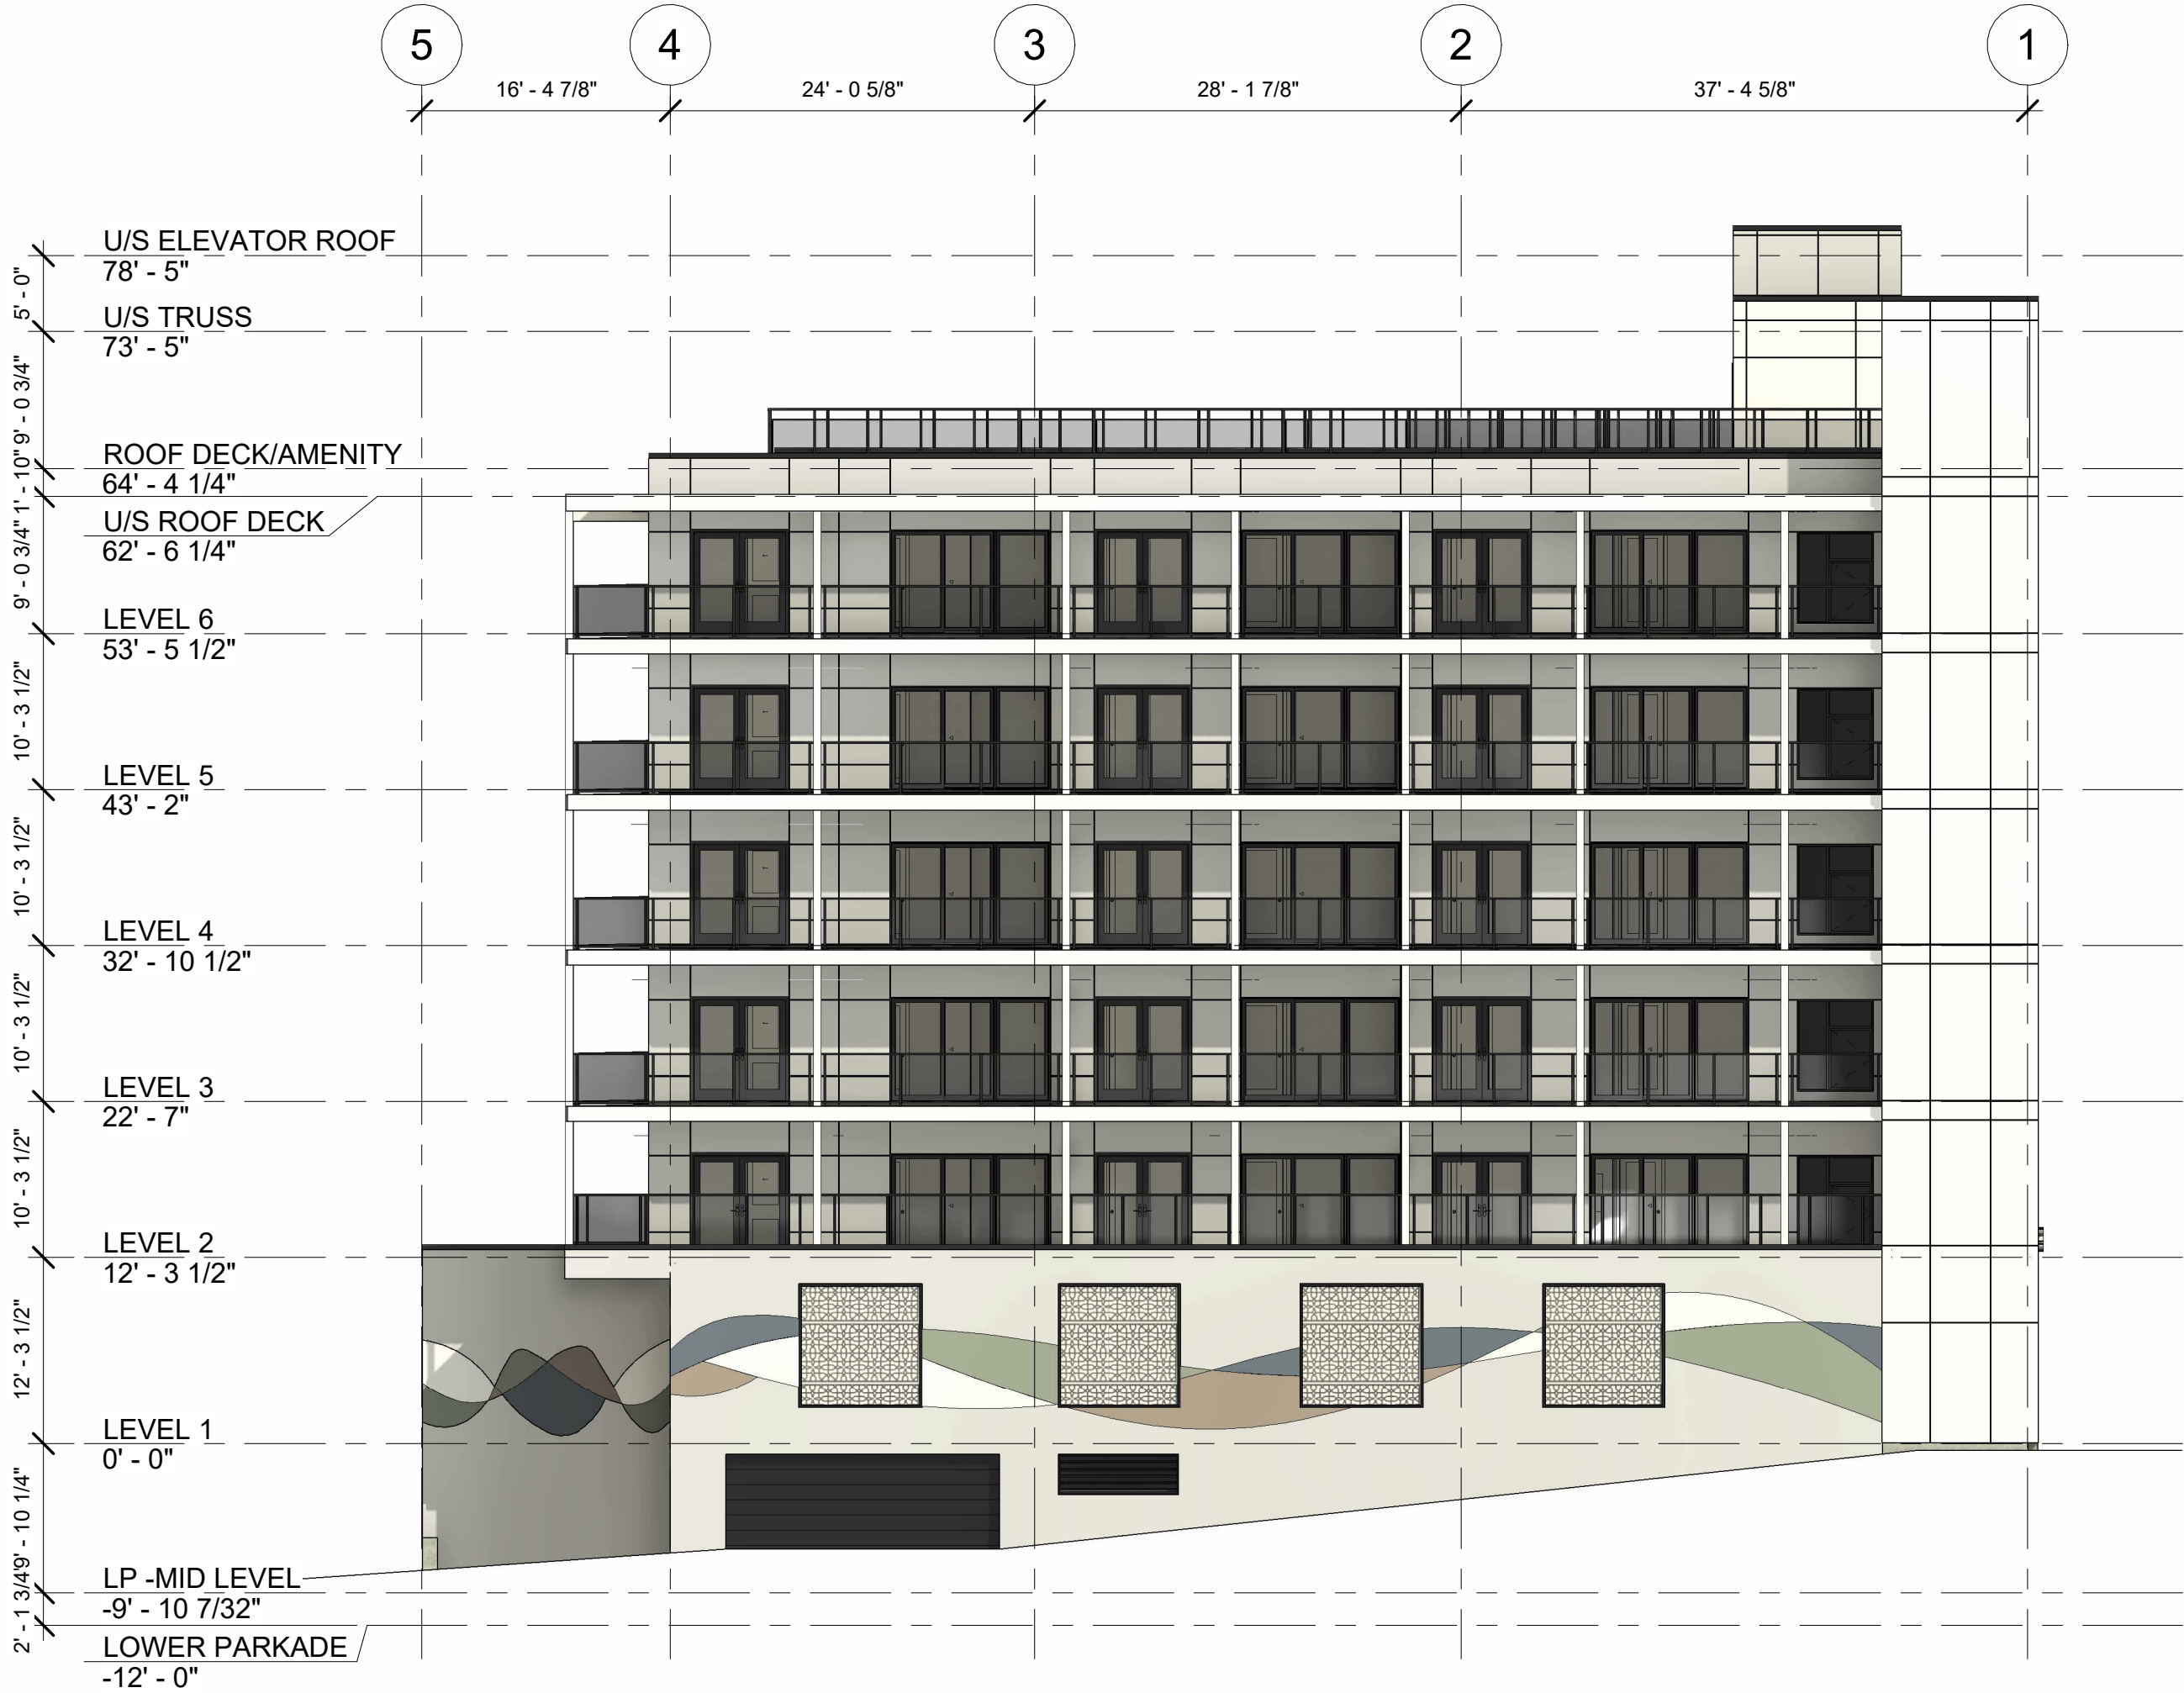 5 4 3 2 1
16' - 4 7/8" 24' - 0 5/8" 28' - 1 7/8" 37' - 4 5/8"
U/S ELEVATOR ROOF
78' - 5"
5' - 0"
U/S TRUSS
73' - 5"
9' - 0 3/4"
ROOF DECK/AMENITY
64' - 4 1/4"
1' - 10"
U/S ROOF DECK
62' - 6 1/4"
9' - 0 3/4"
LEVEL 6
53' - 5 1/2"
10' - 3 1/2"
LEVEL 5
43' - 2"
10' - 3 1/2"
LEVEL 4
32' - 10 1/2"
10' - 3 1/2"
LEVEL 3
22' - 7"
10' - 3 1/2"
LEVEL 2
12' - 3 1/2"
12' - 3 1/2"
LEVEL 1
0' - 0"
9' - 10 1/4"
LP -MID LEVEL
-9' - 10 7/32"
2' - 1 3/4"
LOWER PARKADE
-12' - 0"